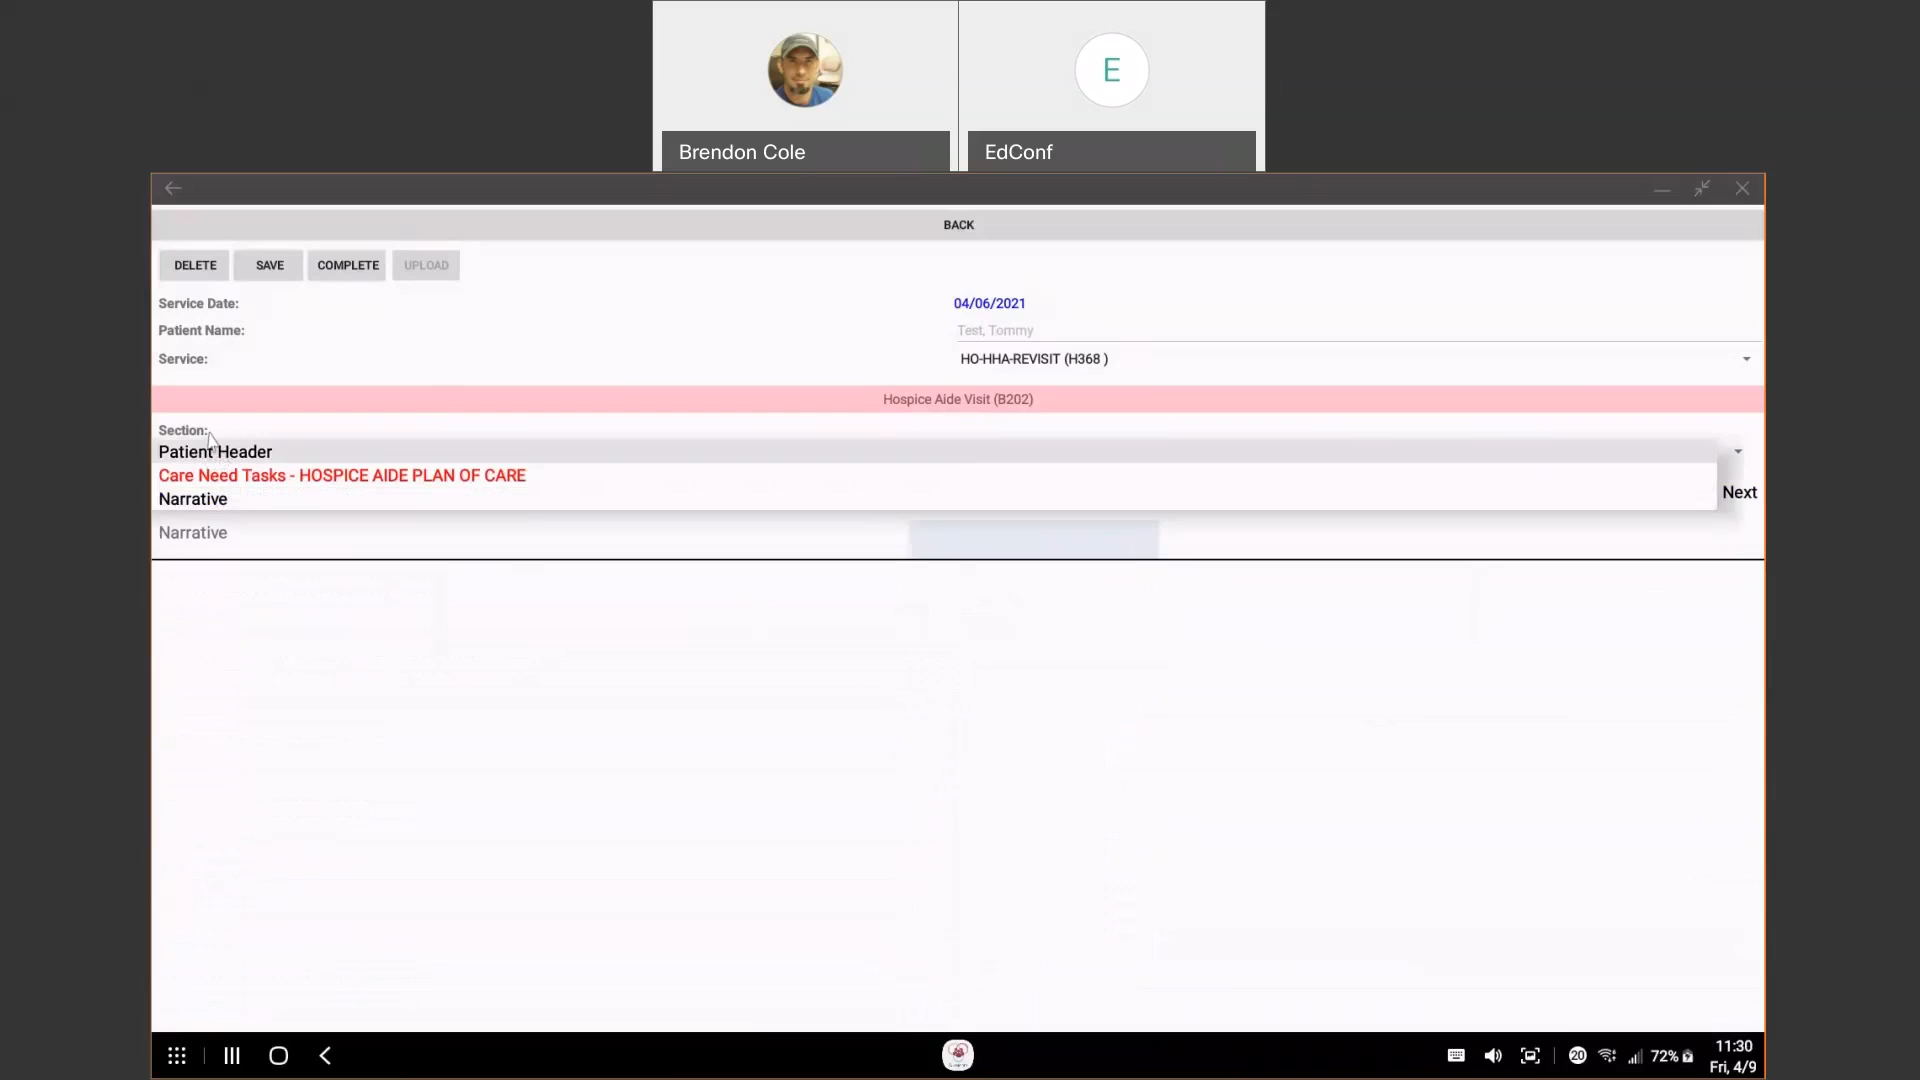 E
Brendon Cole
EdConf
BACK
DELETE SAVE COMPLETE UPLOAD
Service Date: 04/06/2021
Patient Name: Test, Tommy
Service: HO-HHA-REVISIT (H368 )
Hospice Aide Visit (B202)
Section:
Patient Header
Care Need Tasks - HOSPICE AIDE PLAN OF CARE
Narrative
Next
Narrative
20
72%
11:30
Fri, 4/9